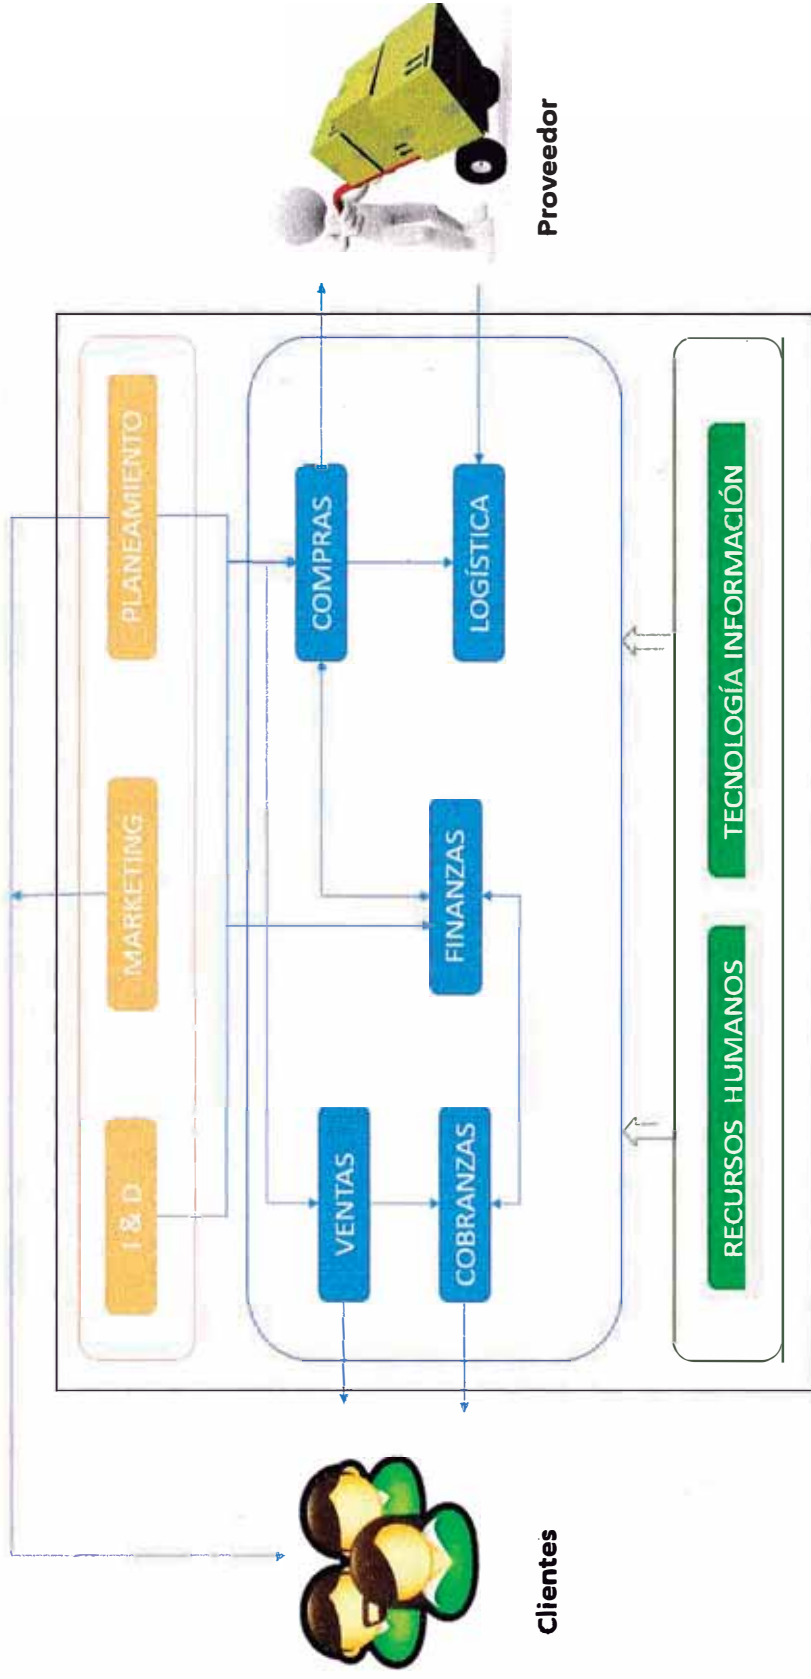 I & D
MARKETING
PLANEAMIENTO
VENTAS
COMPRAS
FINANZAS
COBRANZAS
LOGÍSTICA
Clientes
Proveedor
RECURSOS HUMANOS
TECNOLOGÍA INFORMACIÓN